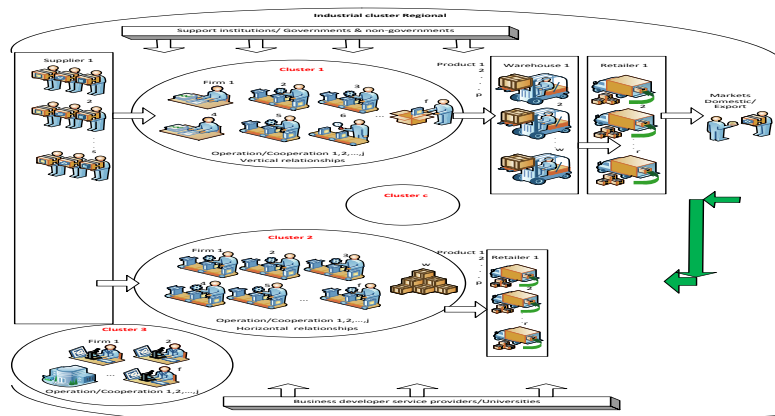 Industrial cluster Regional
Support institutions/ Governments & non-governments
Supplier 1
2
s
Cluster 1
Firm 1
2
3
4
5
6
...
f
Operation/Cooperation 1,2,...,j
Vertical relationships
Product 1
2
p
Warehouse 1
2
w
Retailer 1
2
r
Markets
Domestic/
Export
Cluster c
Cluster 2
Firm 1
2
3
4
5
...
f
w
Operation/Cooperation 1,2,...,j
Horizontal relationships
Product 1
2
p
Retailer 1
2
r
Cluster 3
Firm 1
2
...
f
Operation/Cooperation 1,2,...,j
Business developer service providers/Universities